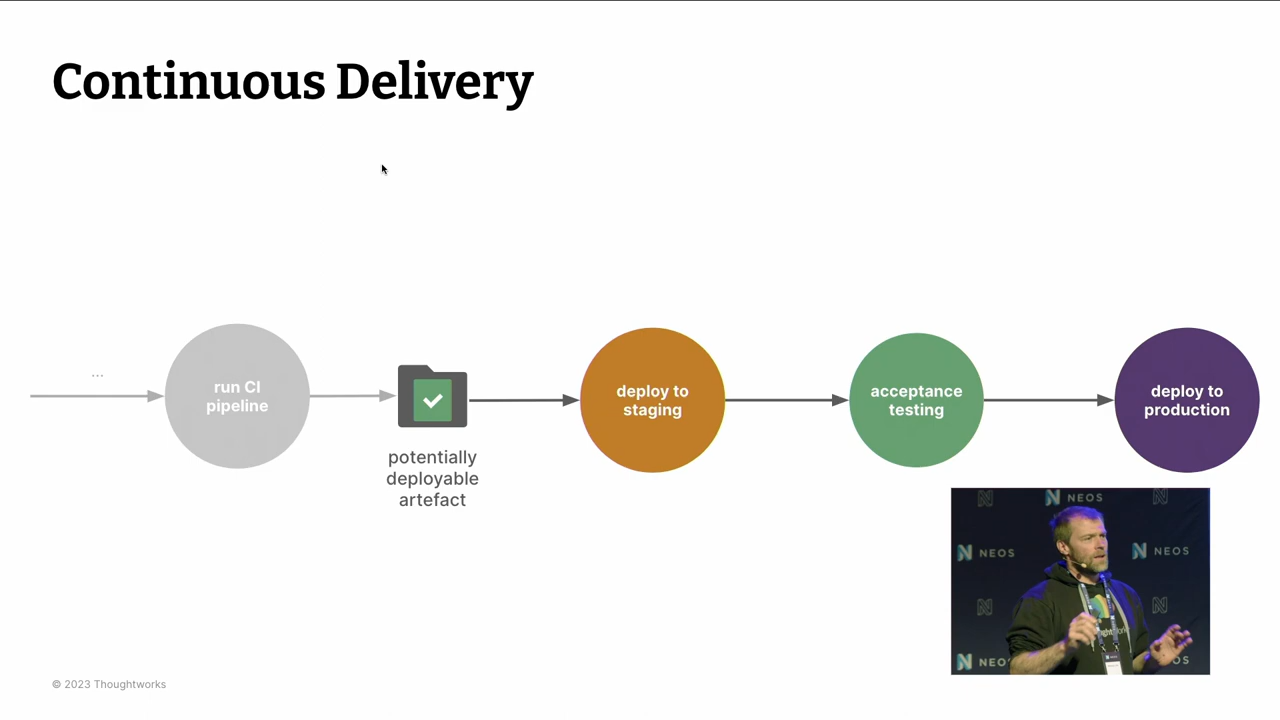 Continuous Delivery
...
run CI
pipeline
potentially
deployable
artefact
deploy to
staging
acceptance
testing
deploy to
production
NEOS
NEOS
NEOS
© 2023 Thoughtworks